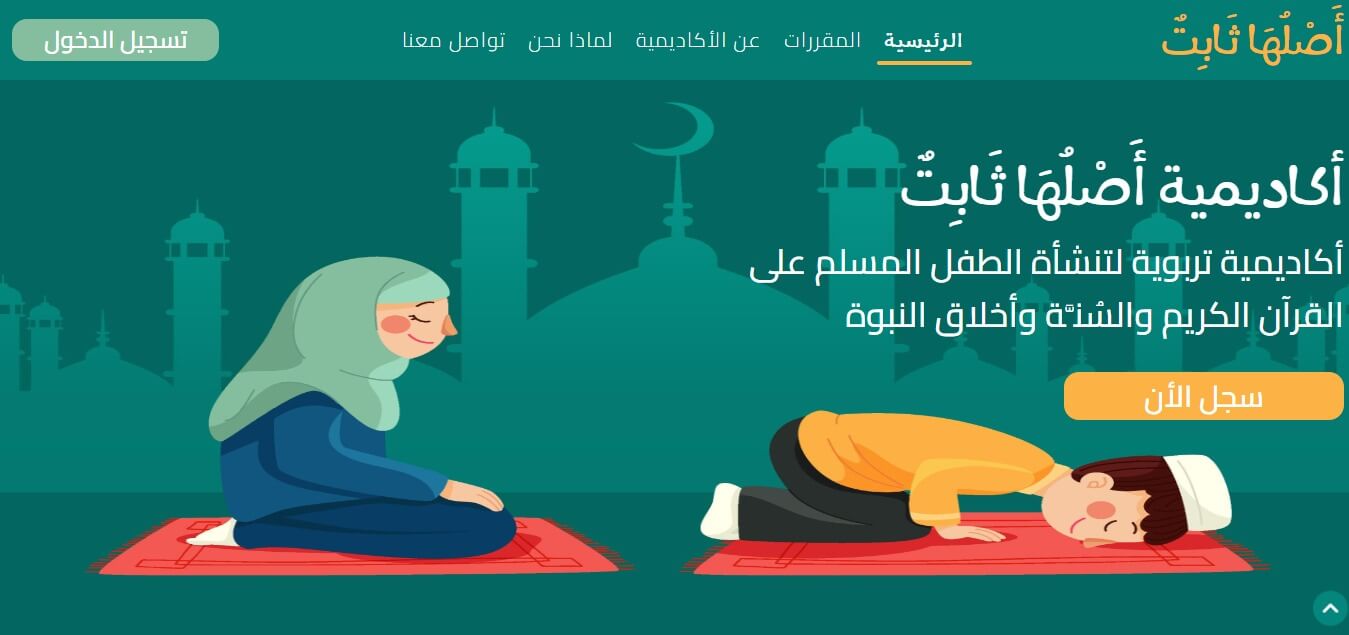 أَصْلُهَا ثَابِتٌ
الرئيسية المقررات عن الأكاديمية لماذا نحن تواصل معنا
تسجيل الدخول
أكاديمية أَصْلُهَا ثَابِتٌ
أكاديمية تربوية لتنشأة الطفل المسلم على
القرآن الكريم والسُنَّة وأخلاق النبوة
سجل الأن